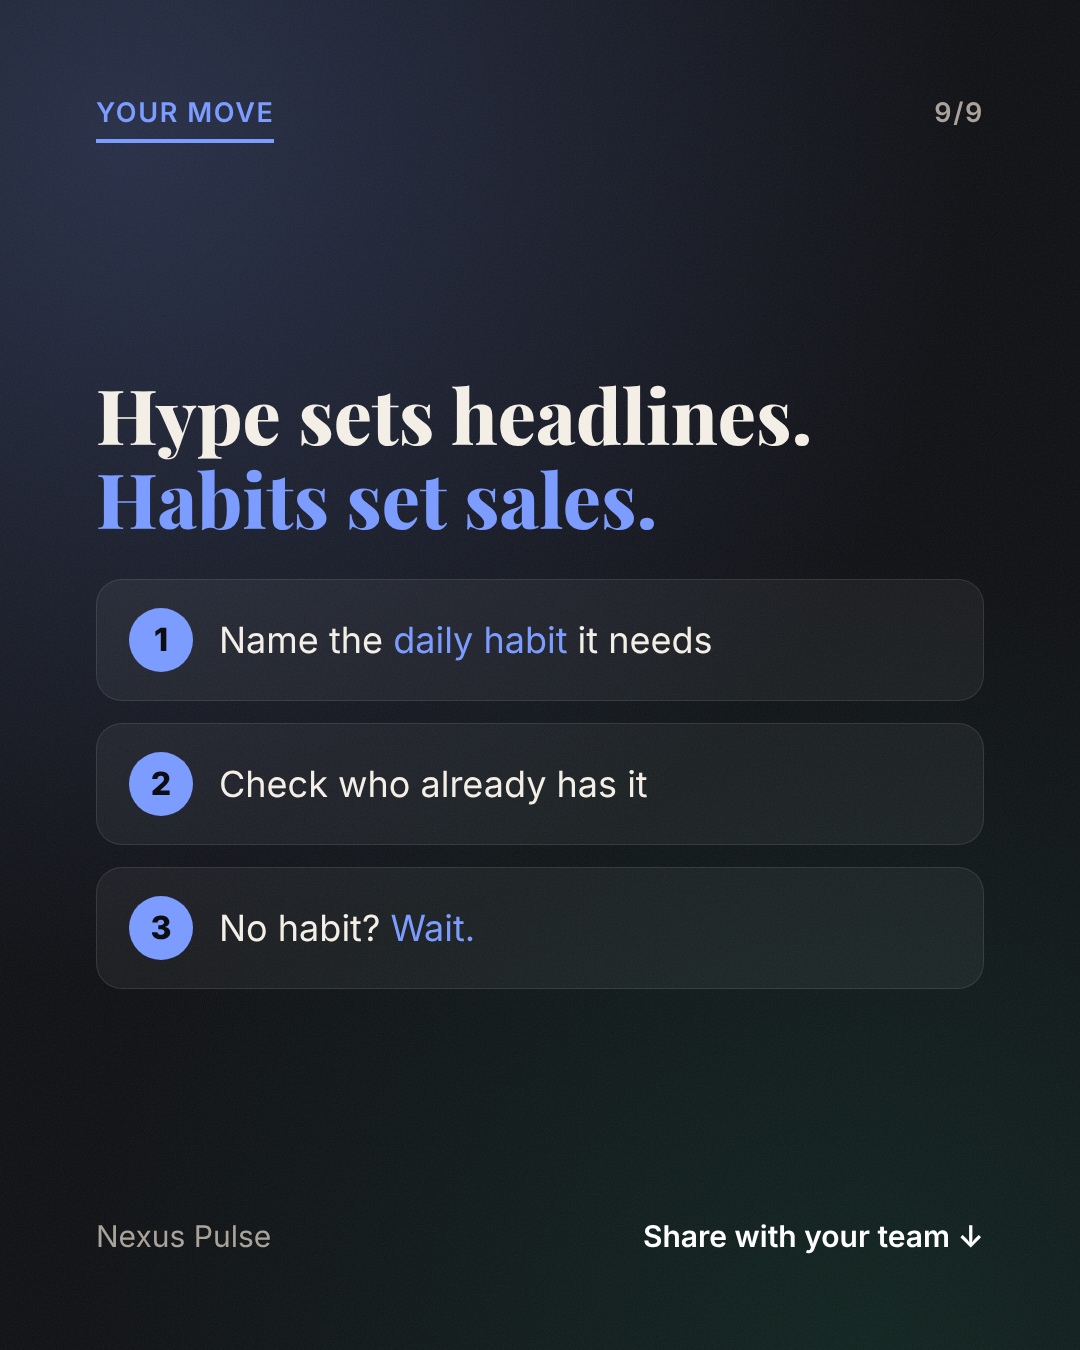 YOUR MOVE
9/9
Hype sets headlines.
Habits set sales.
1 Name the daily habit it needs
2 Check who already has it
3 No habit? Wait.
Nexus Pulse
Share with your team ↓